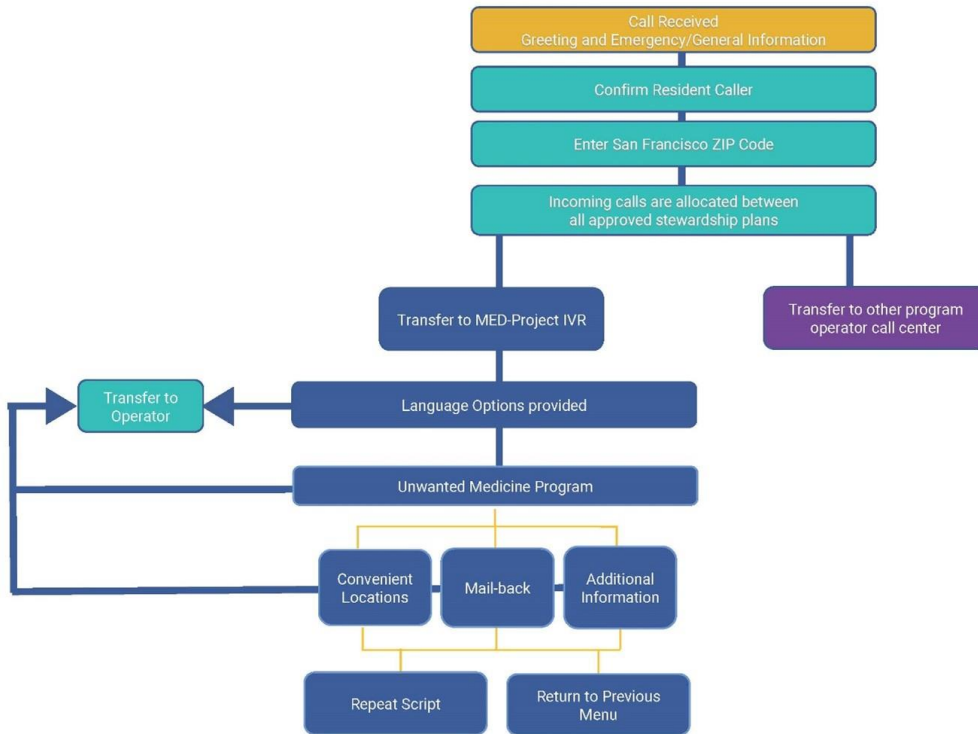 Call Received
Greeting and Emergency/General Information
Confirm Resident Caller
Enter San Francisco ZIP Code
Incoming calls are allocated between
all approved stewardship plans
Transfer to MED-Project IVR
Transfer to other program
operator call center
Transfer to
Operator
Language Options provided
Unwanted Medicine Program
Convenient
Locations
Mail-back
Additional
Information
Repeat Script
Return to Previous
Menu